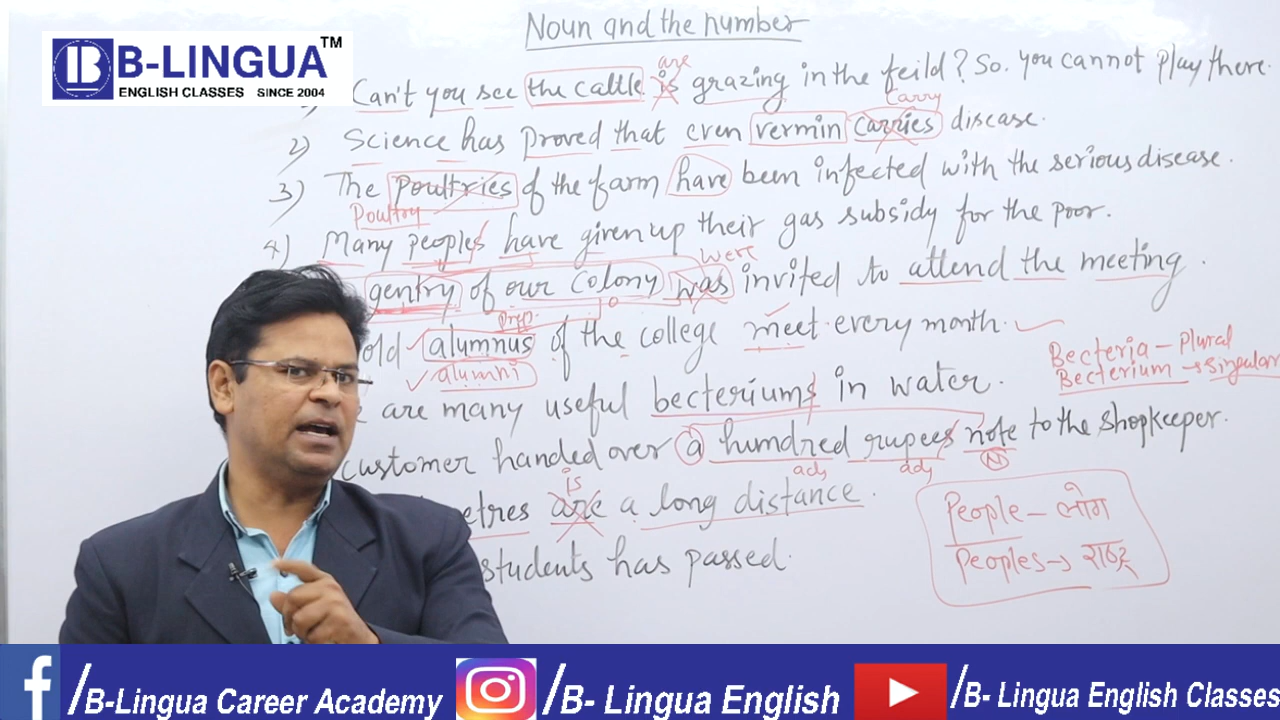 Noun and the number
B-LINGUA TM
ENGLISH CLASSES SINCE 2004
are
Can't you see the cattle is grazing in the feild? So. you cannot play there.
Carry
2) Science has proved that even vermin carries disease.
3) The poultries of the farm have been infected with the serious disease.
Poultry
4) Many peoples have given up their gas subsidy for the poor.
were
gentry of our colony was invited to attend the meeting.
prep. o
old alumnus of the college meet every month.
alumni
Becteria - plural
Becterium → singular
are many useful becteriums in water.
customer handed over a humdred rupees note to the shopkeeper.
adj adj N
is
etres are a long distance.
People - लोग
Peoples → राष्ट्र
students has passed.
/B-Lingua Career Academy
/B- Lingua English
/B- Lingua English Classes